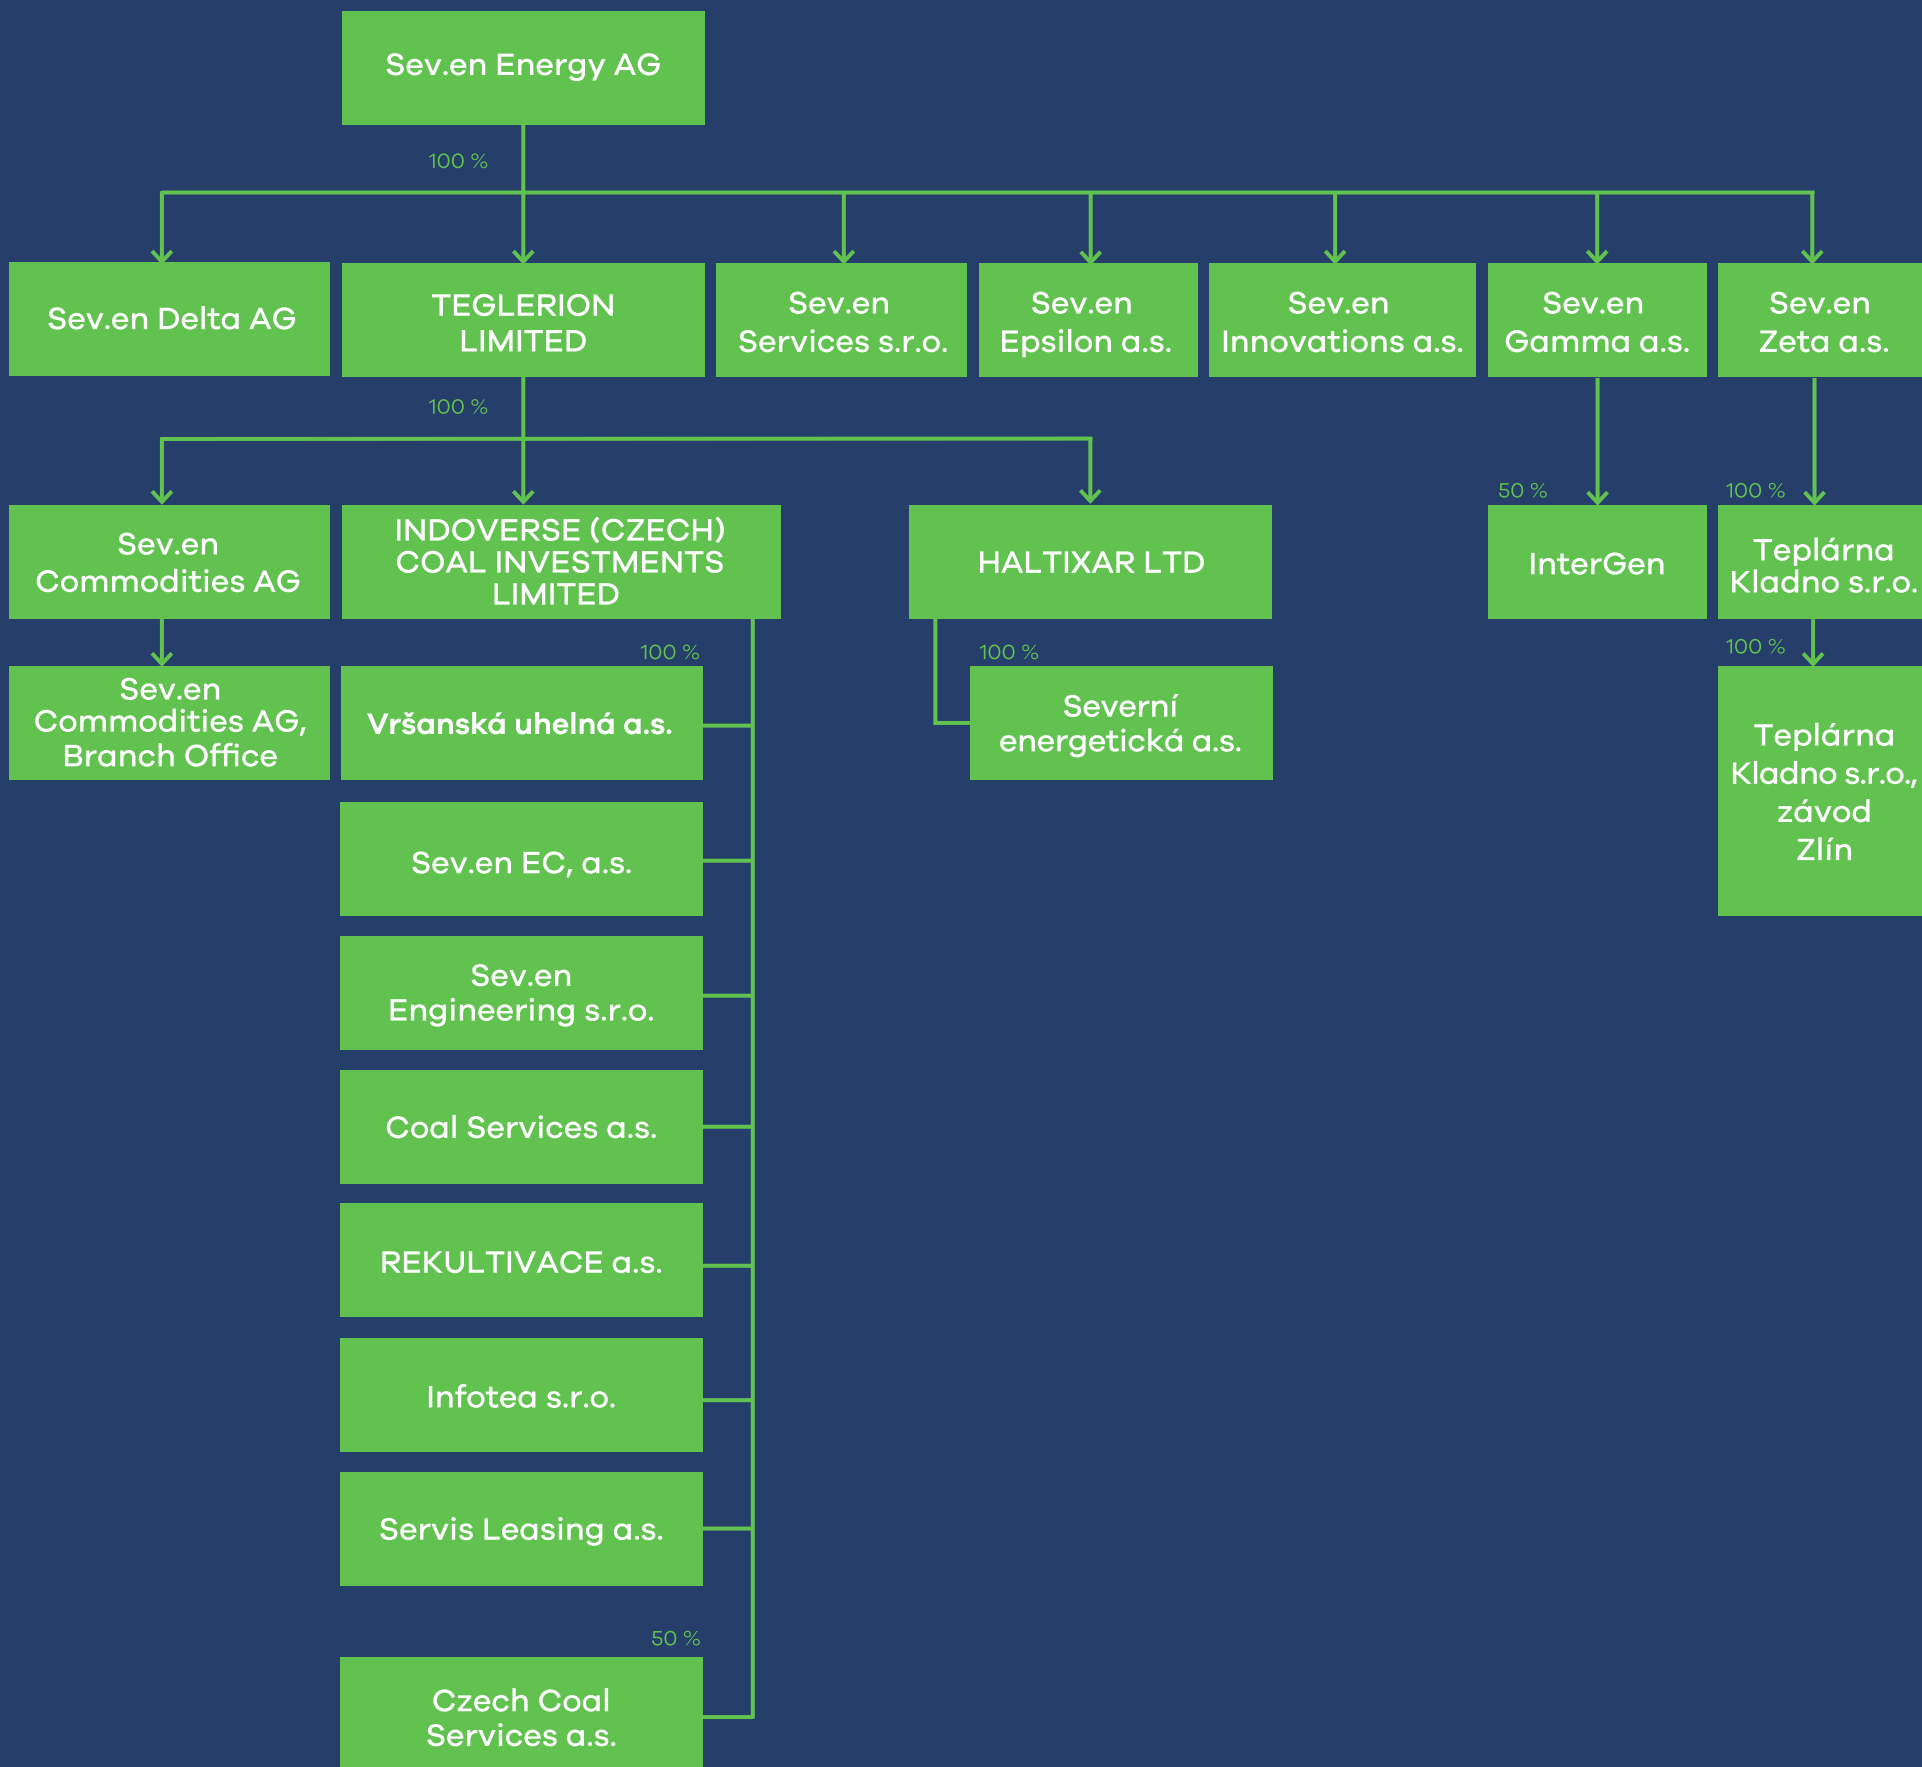 Sev.en Energy AG
100 %
Sev.en Delta AG
TEGLERION
LIMITED
Sev.en
Services s.r.o.
Sev.en
Epsilon a.s.
Sev.en
Innovations a.s.
Sev.en
Gamma a.s.
Sev.en
Zeta a.s.
100 %
50 %
100 %
Sev.en
Commodities AG
INDOVERSE (CZECH)
COAL INVESTMENTS
LIMITED
HALTIXAR LTD
InterGen
Teplárna
Kladno s.r.o.
100 %
100 %
100 %
Sev.en
Commodities AG,
Branch Office
Vršanská uhelná a.s.
Severní
energetická a.s.
Teplárna
Kladno s.r.o.,
závod
Zlín
Sev.en EC, a.s.
Sev.en
Engineering s.r.o.
Coal Services a.s.
REKULTIVACE a.s.
Infotea s.r.o.
Servis Leasing a.s.
50 %
Czech Coal
Services a.s.